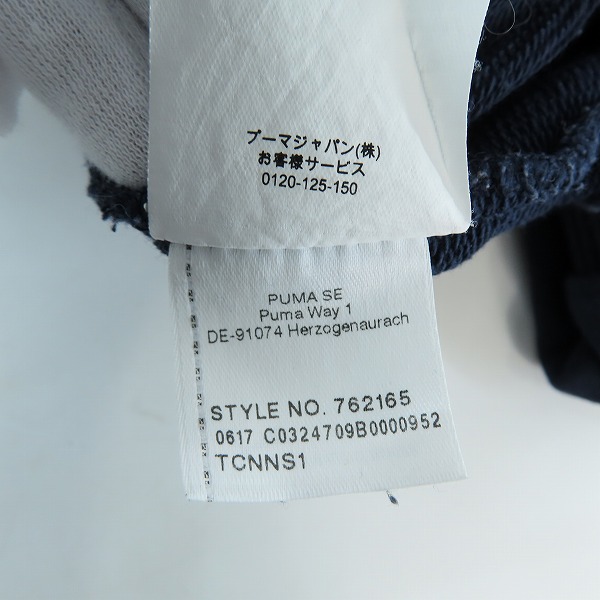 プーマジャパン(株)
お客様サービス
0120-125-150
PUMA SE
Puma Way 1
DE-91074 Herzogenaurach
STYLE NO. 762165
0617 C0324709B0000952
TCNNS1